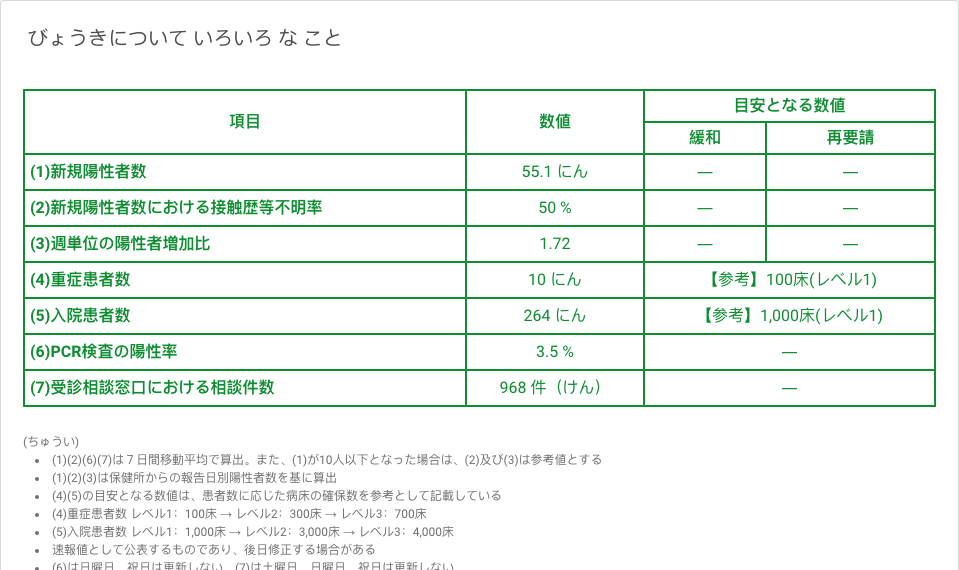 びょうきについて いろいろ な こと
項目 数値 目安となる数値
緩和 再要請
(1)新規陽性者数 55.1 にん — —
(2)新規陽性者数における接触歴等不明率 50 % — —
(3)週単位の陽性者増加比 1.72 — —
(4)重症患者数 10 にん 【参考】100床(レベル1)
(5)入院患者数 264 にん 【参考】1,000床(レベル1)
(6)PCR検査の陽性率 3.5 % —
(7)受診相談窓口における相談件数 968 件（けん） —
(ちゅうい)
• (1)(2)(6)(7)は７日間移動平均で算出。また、(1)が10人以下となった場合は、(2)及び(3)は参考値とする
• (1)(2)(3)は保健所からの報告日別陽性者数を基に算出
• (4)(5)の目安となる数値は、患者数に応じた病床の確保数を参考として記載している
• (4)重症患者数 レベル1：100床 → レベル2：300床 → レベル3：700床
• (5)入院患者数 レベル1：1,000床 → レベル2：3,000床 → レベル3：4,000床
• 速報値として公表するものであり、後日修正する場合がある
• (6)は日曜日、祝日は更新しない。(7)は土曜日、日曜日、祝日は更新しない